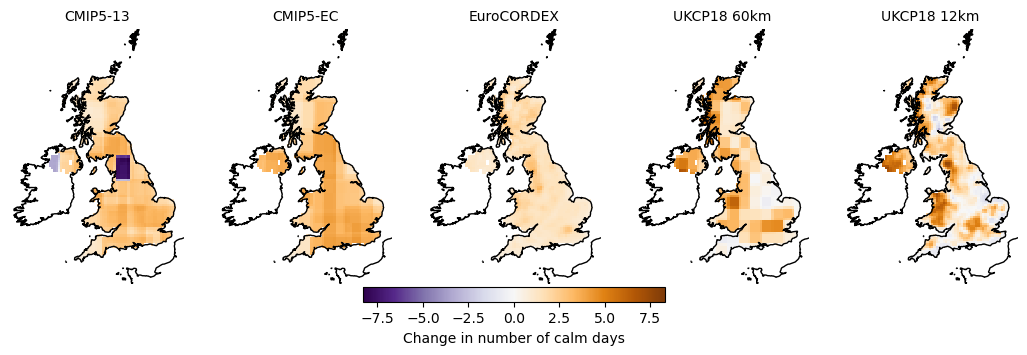 CMIP5-13 CMIP5-EC EuroCORDEX UKCP18 60km UKCP18 12km
−7.5 −5.0 −2.5 0.0 2.5 5.0 7.5
Change in number of calm days